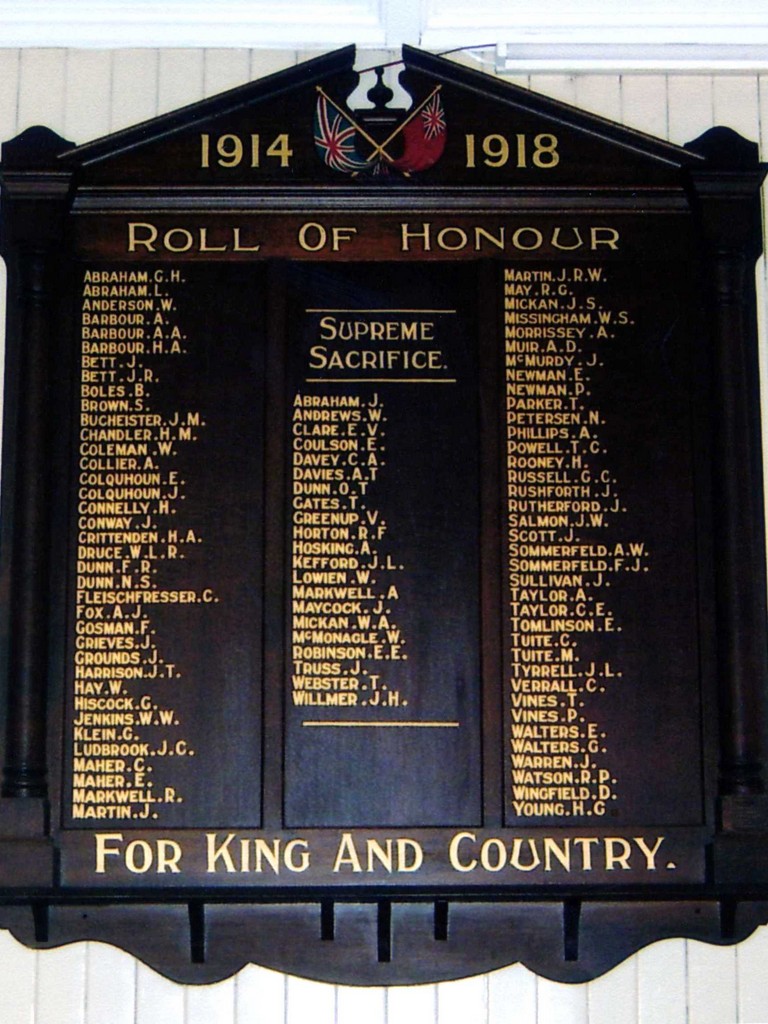 1914 1918
ROLL OF HONOUR
ABRAHAM.G.H.
ABRAHAM.L.
ANDERSON.W.
BARBOUR.A.
BARBOUR.A.A.
BARBOUR.H.A.
BETT.J.
BETT.J.R.
BOLES.B.
BROWN.S.
BUCHEISTER.J.M.
CHANDLER.H.M.
COLEMAN.W.
COLLIER.A.
COLQUHOUN.E.
COLQUHOUN.J.
CONNELLY.H.
CONWAY.J.
CRITTENDEN.H.A.
DRUCE.W.L.R.
DUNN.F.R.
DUNN.N.S.
FLEISCHFRESSER.C.
FOX.A.J.
GOSMAN.F.
GRIEVES.J.
GROUNDS.J.
HARRISON.J.T.
HAY.W.
HISCOCK.G.
JENKINS.W.W.
KLEIN.G.
LUDBROOK.J.C.
MAHER.C.
MAHER.E.
MARKWELL.R.
MARTIN.J.
SUPREME
SACRIFICE.
ABRAHAM.J.
ANDREWS.W.
CLARE.E.V.
COULSON.E.
DAVEY.C.A.
DAVIES.A.T
DUNN.O.T
GATES.T.
GREENUP.V.
HORTON.R.F
HOSKING.A.
KEFFORD.J.L.
LOWIEN.W.
MARKWELL.A
MAYCOCK.J.
MICKAN.W.A.
McMONAGLE.W.
ROBINSON.E.E.
TRUSS.J.
WEBSTER.T.
WILLMER.J.H.
MARTIN.J.R.W.
MAY.R.G.
MICKAN.J.S.
MISSINGHAM.W.S.
MORRISSEY.A.
MUIR.A.D.
McMURDY.J.
NEWMAN.E.
NEWMAN.P.
PARKER.T.
PETERSEN.N.
PHILLIPS.A.
POWELL.T.C.
ROONEY.H.
RUSSELL.G.C.
RUSHFORTH.J.
RUTHERFORD.J.
SALMON.J.W.
SCOTT.J.
SOMMERFELD.A.W.
SOMMERFELD.F.J.
SULLIVAN.J.
TAYLOR.A.
TAYLOR.C.E.
TOMLINSON.E.
TUITE.C.
TUITE.M.
TYRRELL.J.L.
VERRALL.C.
VINES.T.
VINES.P.
WALTERS.E.
WALTERS.G.
WARREN.J.
WATSON.R.P.
WINGFIELD.D.
YOUNG.H.G
FOR KING AND COUNTRY.